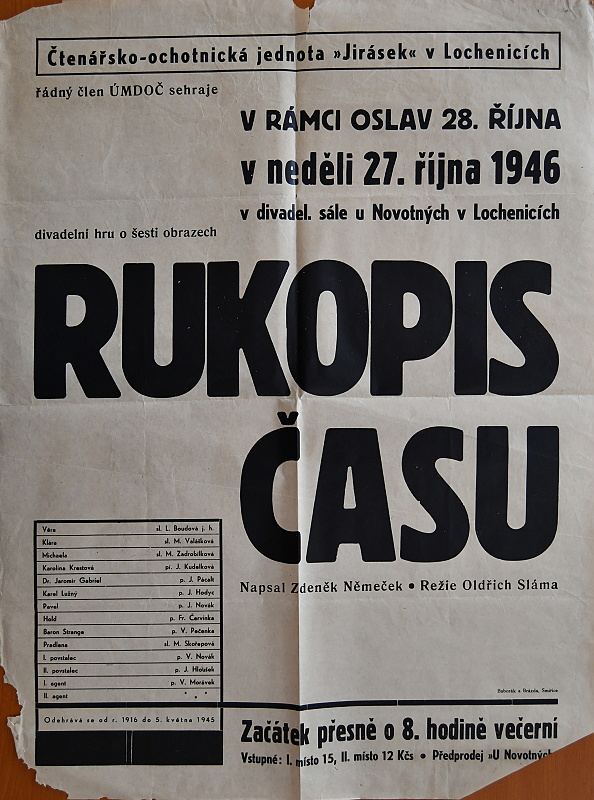 Čtenářsko-ochotnická jednota »Jirásek« v Lochenicích
řádný člen ÚMDOČ sehraje
V RÁMCI OSLAV 28. ŘÍJNA
v neděli 27. října 1946
v divadel. sále u Novotných v Lochenicích
divadelní hru o šesti obrazech
RUKOPIS
ČASU
Napsal Zdeněk Němeček • Režie Oldřich Sláma
Věra sl. L. Boudová j. h.
Klára sl. M. Valášková
Michaela sl. M. Zadrobílková
Karolina Krestová pí. J. Kudelková
Dr. Jaromír Gabriel p. J. Pácalt
Karel Lužný p. J. Hodyc
Pavel p. J. Novák
Hold p. Fr. Červinka
Baron Strange p. V. Pečenka
Pradlena sl. M. Skořepová
I. povstalec p. V. Novák
II. povstalec p. J. Hloušek
I. agent p. V. Morávek
II. agent " , "
Odehrává se od r. 1916 do 5. května 1945
Boborák a Urázda, Smiřice
Začátek přesně o 8. hodině večerní
Vstupné: I. místo 15, II. místo 12 Kčs • Předprodej »U Novotných